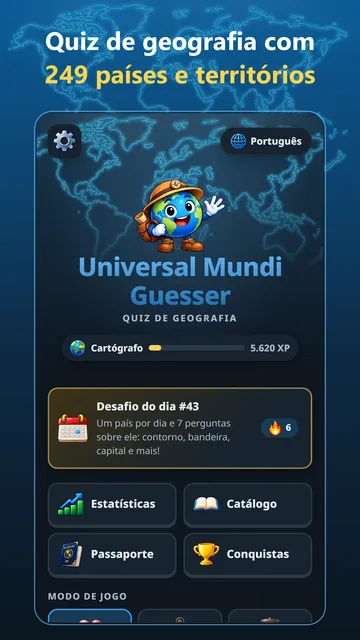 Quiz de geografia com
249 países e territórios
Português
Universal Mundi
Guesser
QUIZ DE GEOGRAFIA
Cartógrafo
5.620 XP
Desafio do dia #43
Um país por dia e 7 perguntas
sobre ele: contorno, bandeira,
capital e mais!
6
Estatísticas
Catálogo
Passaporte
Conquistas
MODO DE JOGO